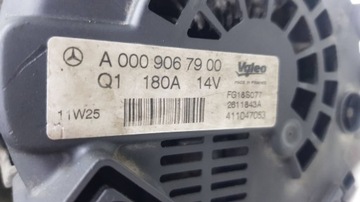 A 000 906 79 00
Valeo
Q1 180A 14V
FG18S077
11W25
2611843A
411047053